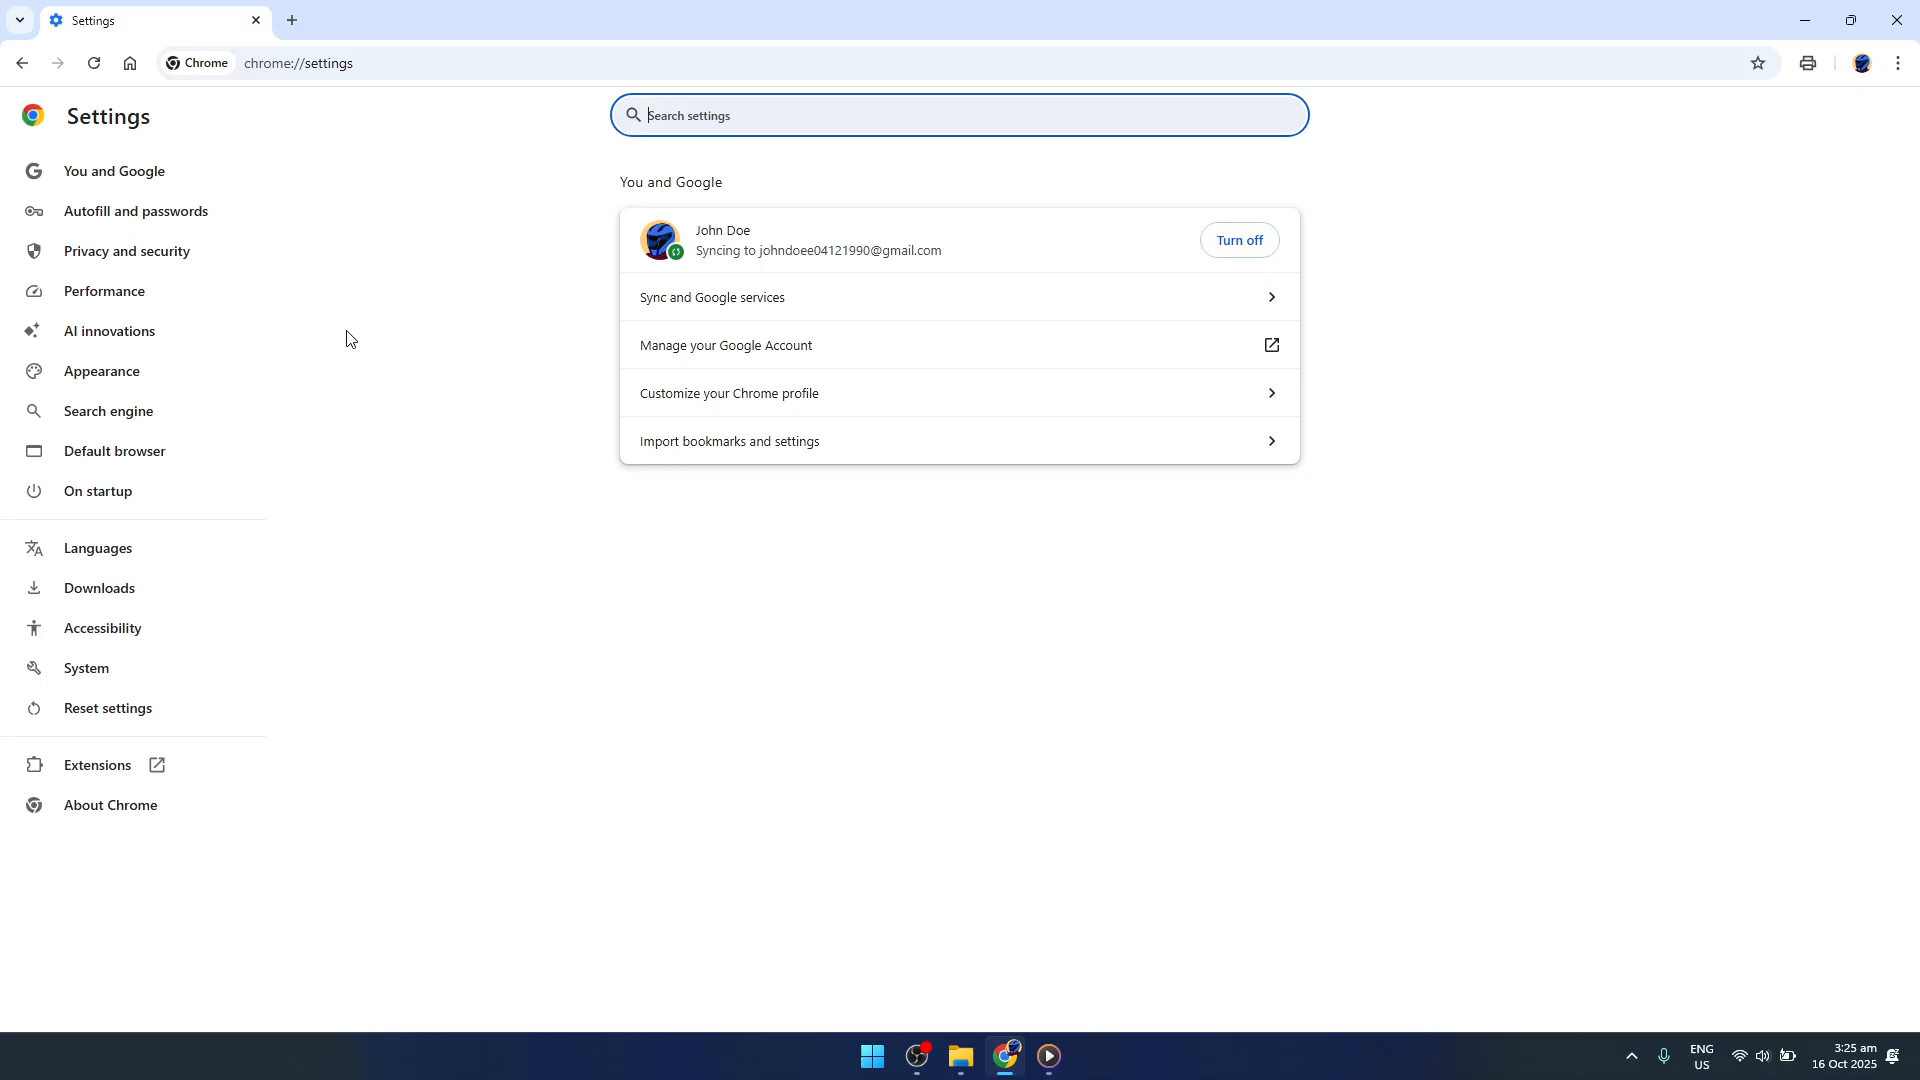 Settings
Chrome
chrome://settings
Settings
Search settings
You and Google
Autofill and passwords
Privacy and security
Performance
AI innovations
Appearance
Search engine
Default browser
On startup
Languages
Downloads
Accessibility
System
Reset settings
Extensions
About Chrome
You and Google
John Doe
Syncing to johndoee04121990@gmail.com
Turn off
Sync and Google services
Manage your Google Account
Customize your Chrome profile
Import bookmarks and settings
ENG
US
3:25 am
16 Oct 2025